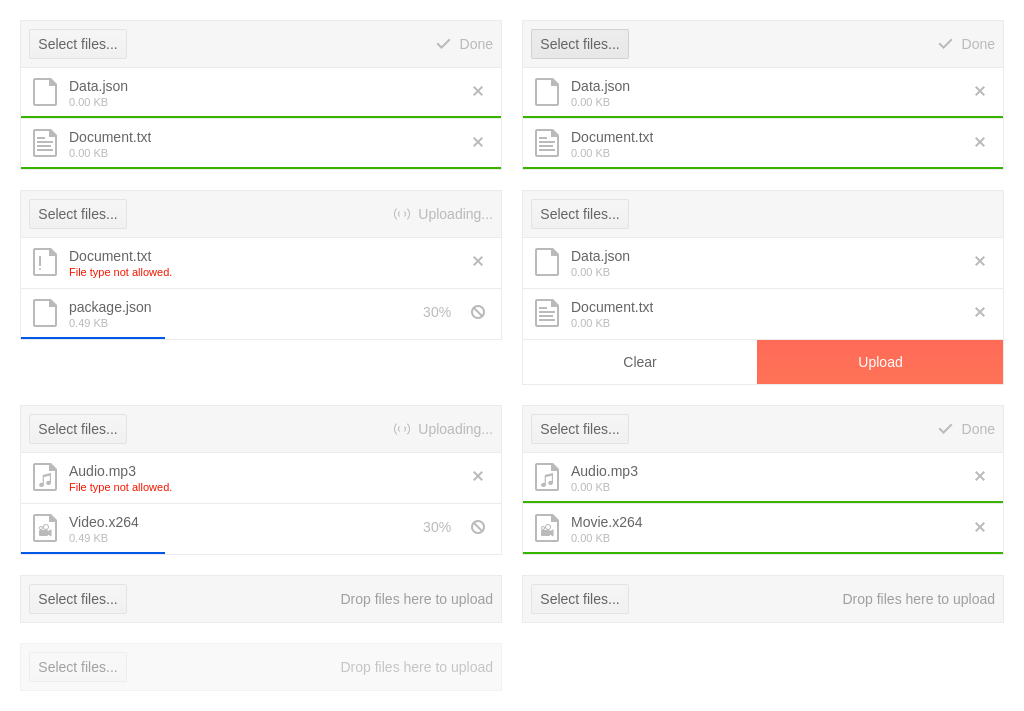 Select files...
Done
Data.json
0.00 KB
Document.txt
0.00 KB
Select files...
Done
Data.json
0.00 KB
Document.txt
0.00 KB
Select files...
Uploading...
Document.txt
File type not allowed.
package.json
0.49 KB
30%
Select files...
Data.json
0.00 KB
Document.txt
0.00 KB
Clear
Upload
Select files...
Uploading...
Audio.mp3
File type not allowed.
Video.x264
0.49 KB
30%
Select files...
Done
Audio.mp3
0.00 KB
Movie.x264
0.00 KB
Select files...
Drop files here to upload
Select files...
Drop files here to upload
Select files...
Drop files here to upload